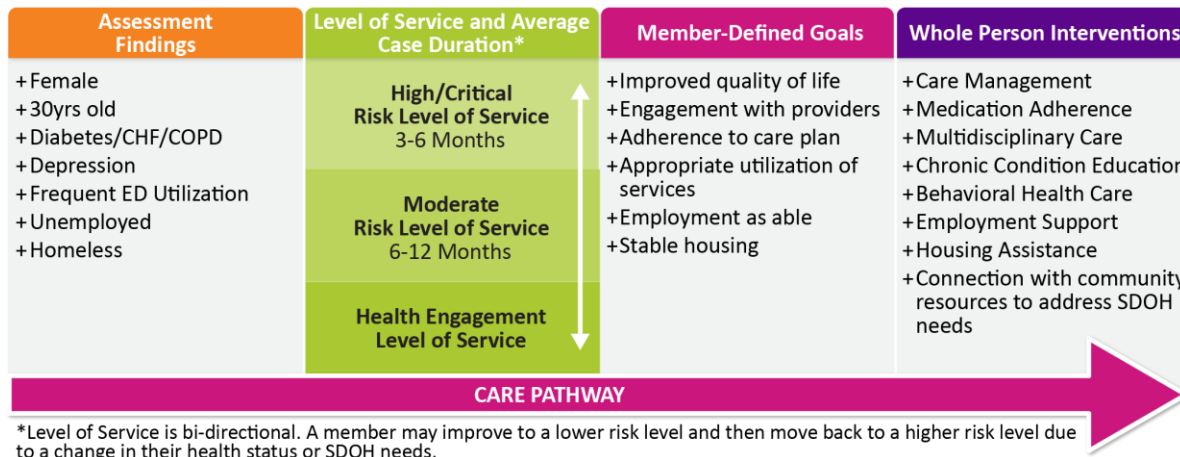 Assessment
Findings
+Female
+30yrs old
+Diabetes/CHF/COPD
+Depression
+Frequent ED Utilization
+Unemployed
+Homeless
Level of Service and Average
Case Duration*
High/Critical
Risk Level of Service
3-6 Months
Moderate
Risk Level of Service
6-12 Months
Health Engagement
Level of Service
Member-Defined Goals
+Improved quality of life
+Engagement with providers
+Adherence to care plan
+Appropriate utilization of
services
+Employment as able
+Stable housing
Whole Person Interventions
+Care Management
+Medication Adherence
+Multidisciplinary Care
+Chronic Condition Education
+Behavioral Health Care
+Employment Support
+Housing Assistance
+Connection with community
resources to address SDOH
needs
CARE PATHWAY
*Level of Service is bi-directional. A member may improve to a lower risk level and then move back to a higher risk level due
to a change in their health status or SDOH needs.